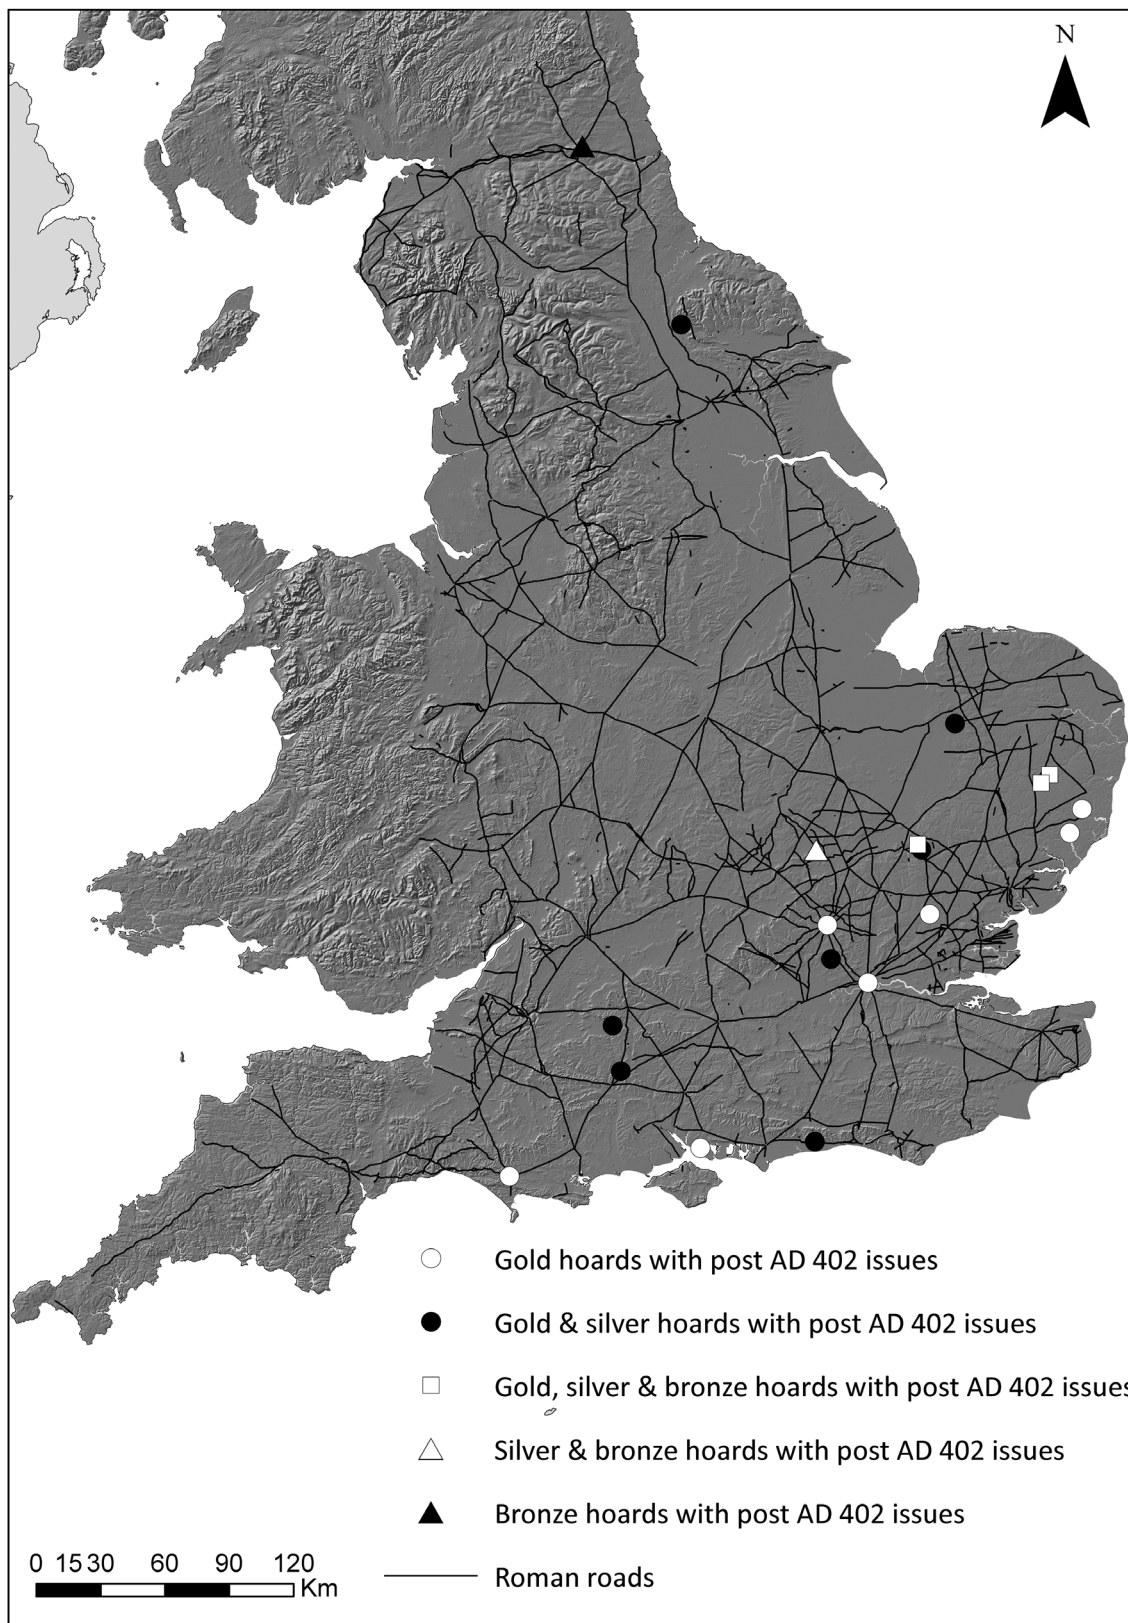 N
Gold hoards with post AD 402 issues
Gold & silver hoards with post AD 402 issues
Gold, silver & bronze hoards with post AD 402 issues
Silver & bronze hoards with post AD 402 issues
Bronze hoards with post AD 402 issues
Roman roads
0 15 30 60 90 120
Km